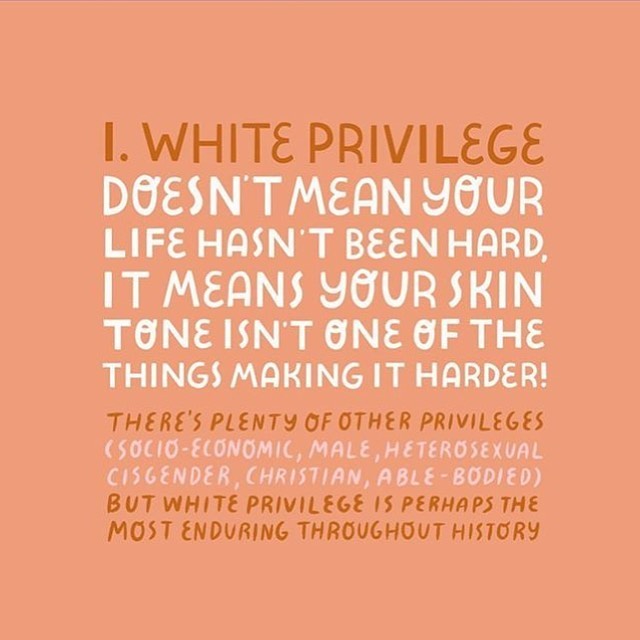 1. WHITE PRIVILEGE
DOESN'T MEAN YOUR
LIFE HASN'T BEEN HARD,
IT MEANS YOUR SKIN
TONE ISN'T ONE OF THE
THINGS MAKING IT HARDER!
THERE'S PLENTY OF OTHER PRIVILEGES
(SOCIO-ECONOMIC, MALE, HETEROSEXUAL
CISGENDER, CHRISTIAN, ABLE-BODIED)
BUT WHITE PRIVILEGE IS PERHAPS THE
MOST ENDURING THROUGHOUT HISTORY